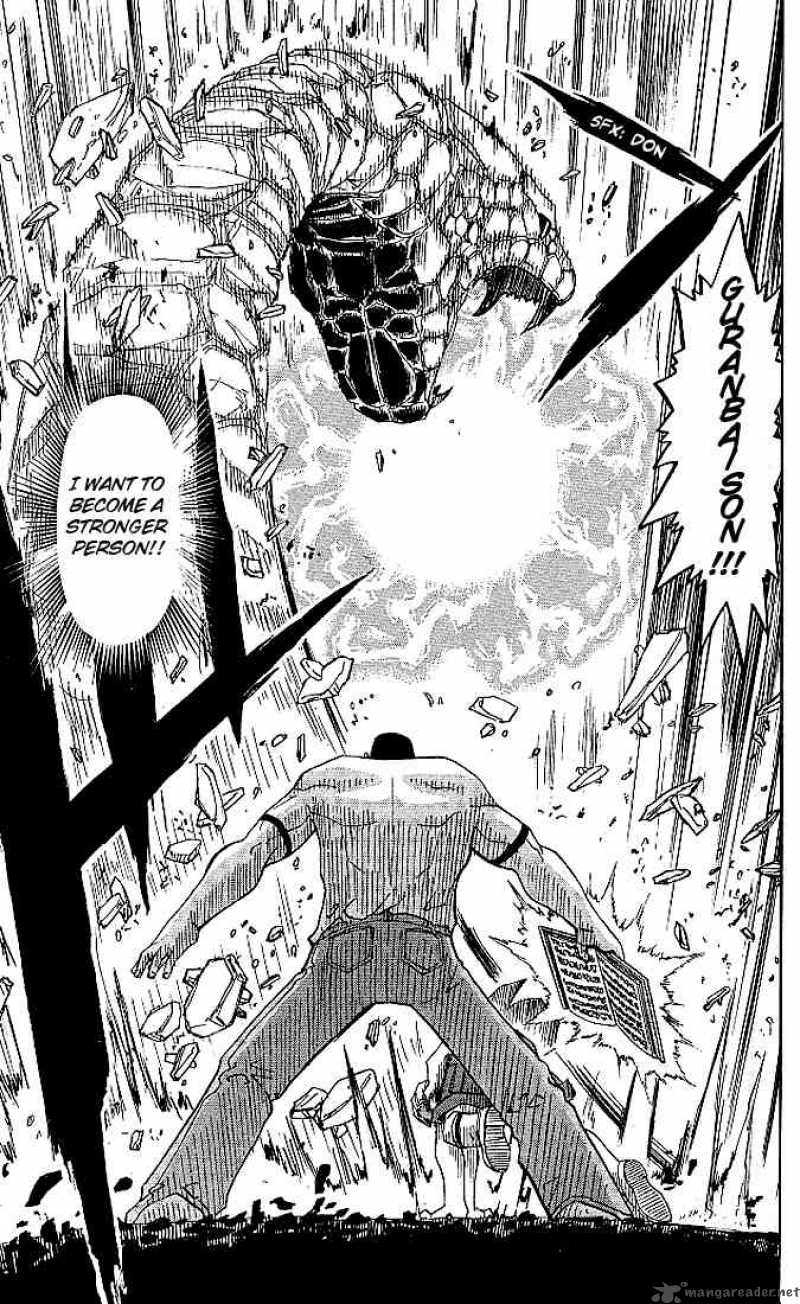 SFX: DON
GURANBAISON!!!
I WANT TO
BECOME A
STRONGER
PERSON!!
mangareader.net